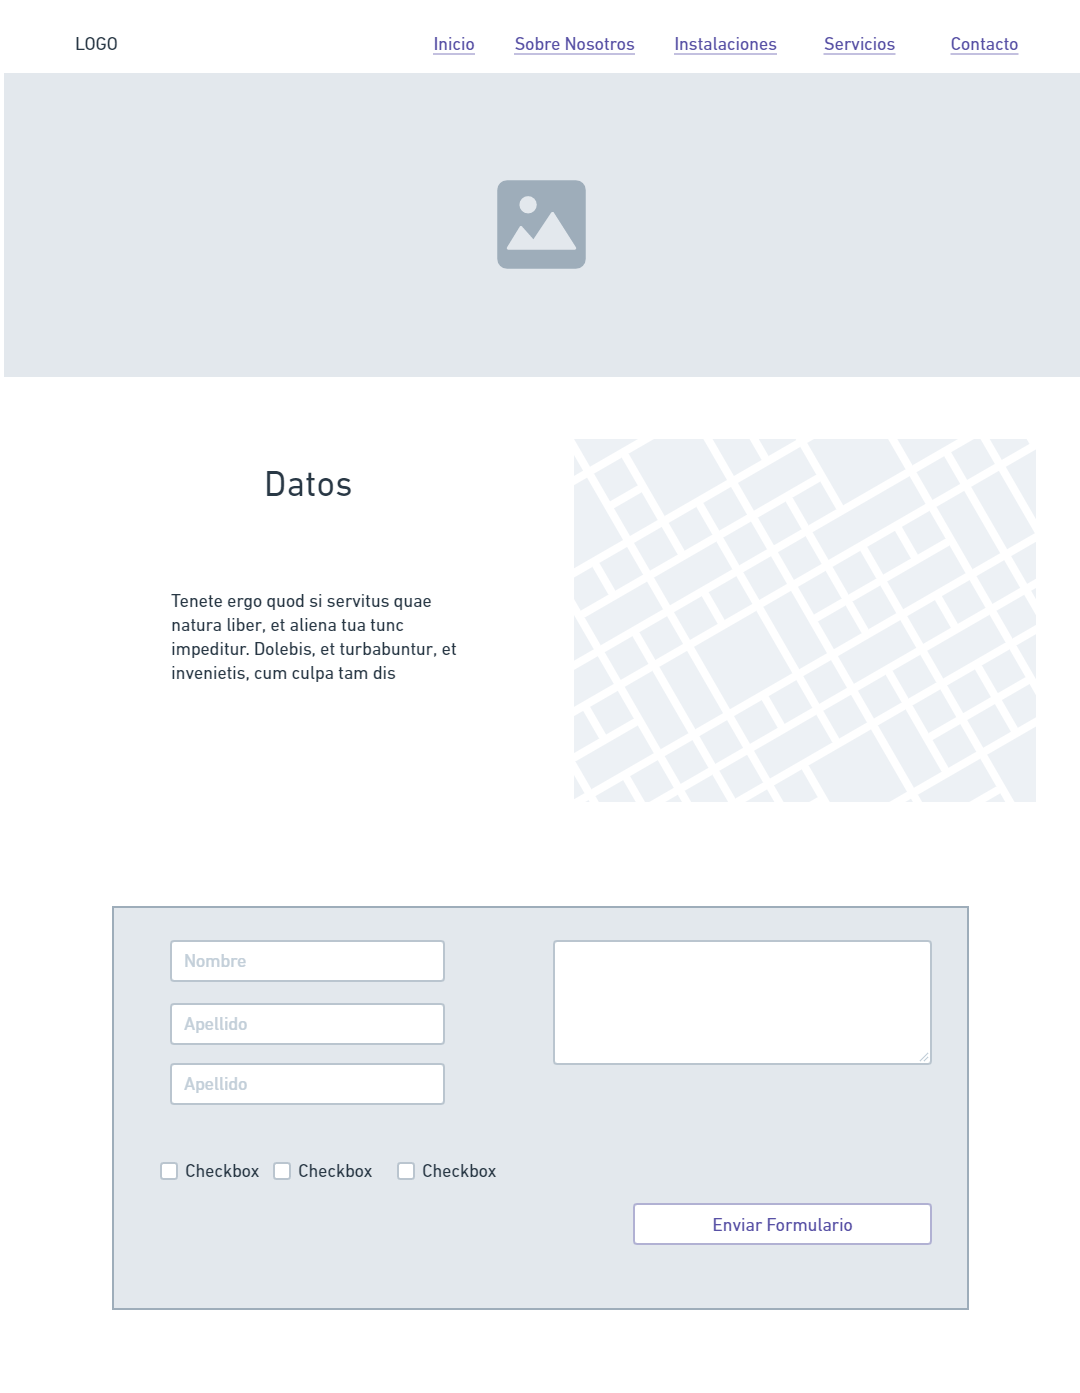 LOGO
Inicio
Sobre Nosotros
Instalaciones
Servicios
Contacto
Datos
Tenete ergo quod si servitus quae
natura liber, et aliena tua tunc
impeditur. Dolebis, et turbabuntur, et
invenietis, cum culpa tam dis
Nombre
Apellido
Apellido
Checkbox
Checkbox
Checkbox
Enviar Formulario